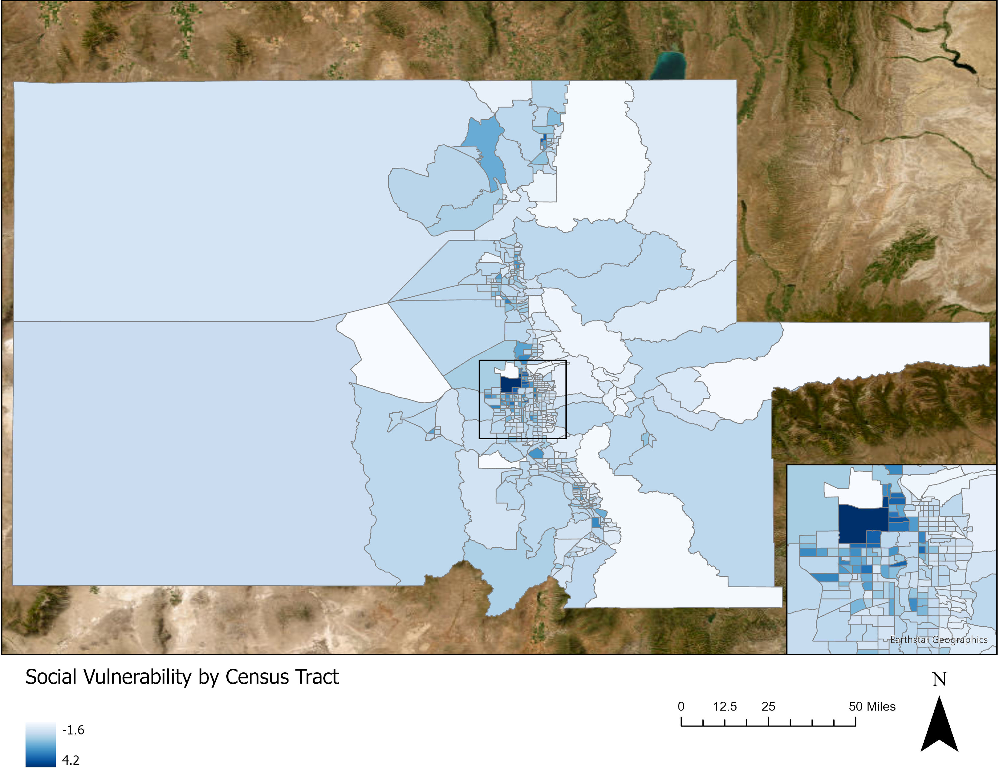 Earthstar Geographics
Social Vulnerability by Census Tract
-1.6
4.2
0 12.5 25 50 Miles
N